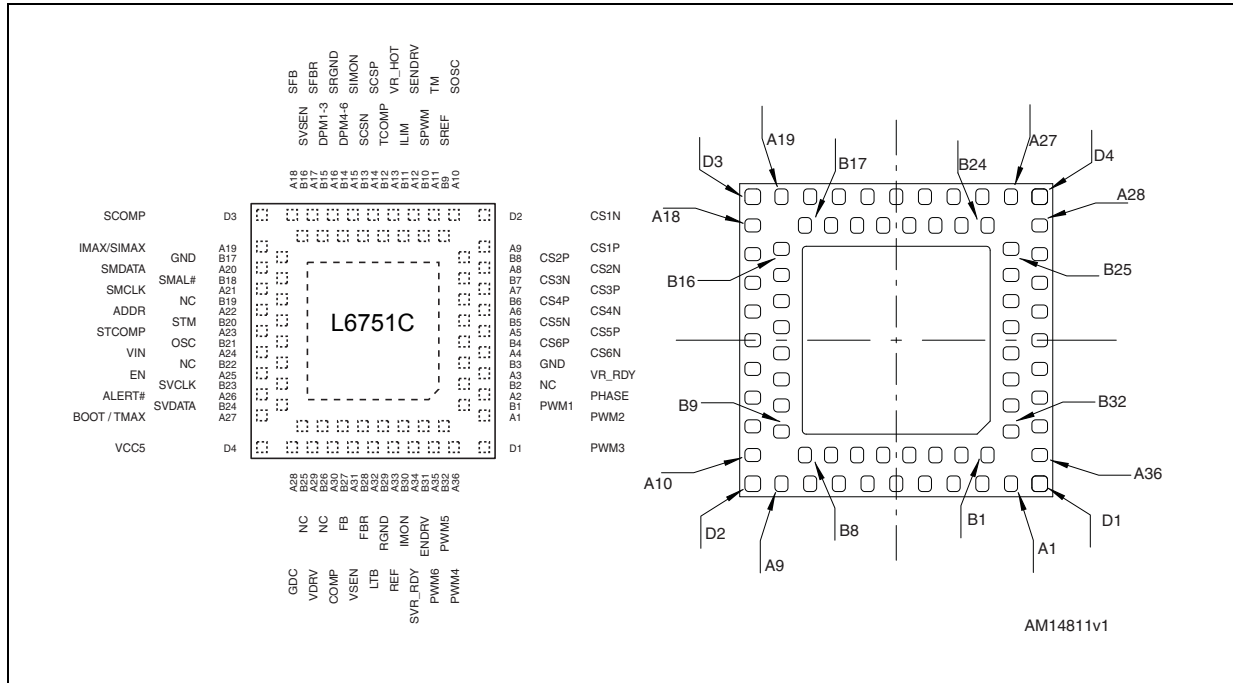 SFB
SFBR
SRGND
SIMON
SCSP
VR_HOT
SENDRV
TM
SOSC
SVSEN
DPM1-3
DPM4-6
SCSN
TCOMP
ILIM
SPWM
SREF
A18
B16
A17
B15
A16
B14
A15
B13
A14
B12
A13
B11
A12
B10
A11
B9
A10
SCOMP D3
D2 CS1N
IMAX/SIMAX A19
A9 CS1P
GND B17
B8 CS2P
SMDATA A20
A8 CS2N
SMAL# B18
B7 CS3N
SMCLK A21
A7 CS3P
NC B19
B6 CS4P
ADDR A22
A6 CS4N
STM B20
B5 CS5N
STCOMP A23
A5 CS5P
OSC B21
B4 CS6P
VIN A24
A4 CS6N
NC B22
B3 GND
EN A25
A3 VR_RDY
SVCLK B23
B2 NC
ALERT# A26
A2 PHASE
SVDATA B24
B1 PWM1
BOOT / TMAX A27
A1 PWM2
VCC5 D4
D1 PWM3
L6751C
A28
B25
A29
B26
A30
B27
A31
B28
A32
B29
A33
B30
A34
B31
A35
B32
A36
NC
NC
FB
FBR
RGND
IMON
ENDRV
PWM5
GDC
VDRV
COMP
VSEN
LTB
REF
SVR_RDY
PWM6
PWM4
D3
A19
B17
B24
A27
D4
A18
A28
B16
B25
B9
B32
A10
A36
D2
A9
B8
B1
A1
D1
AM14811v1